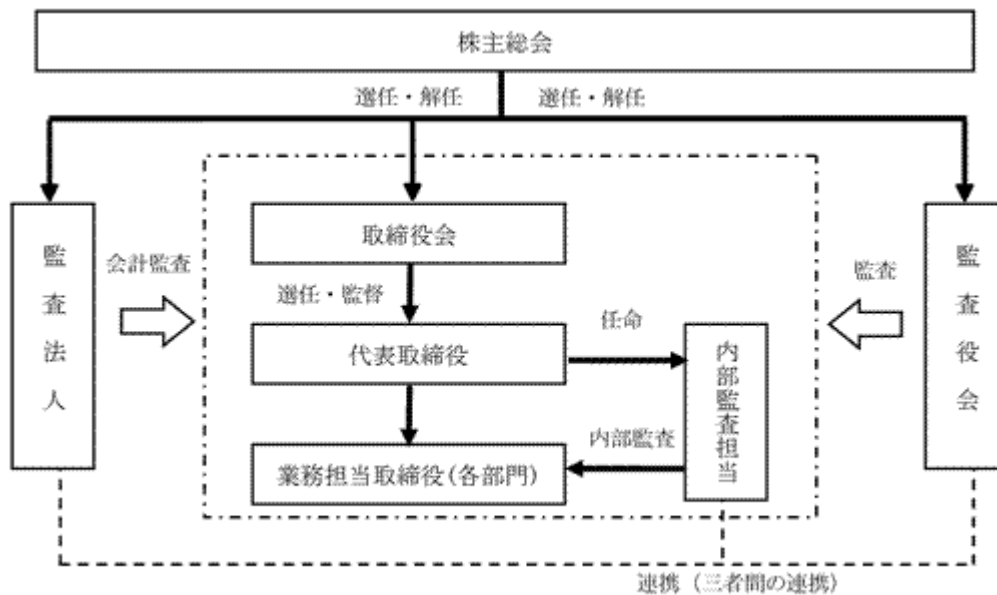 株主総会
選任・解任
選任・解任
監査法人
会計監査
取締役会
選任・監督
代表取締役
任命
内部監査担当
内部監査
業務担当取締役(各部門)
監査
監査役会
連携（三者間の連携）